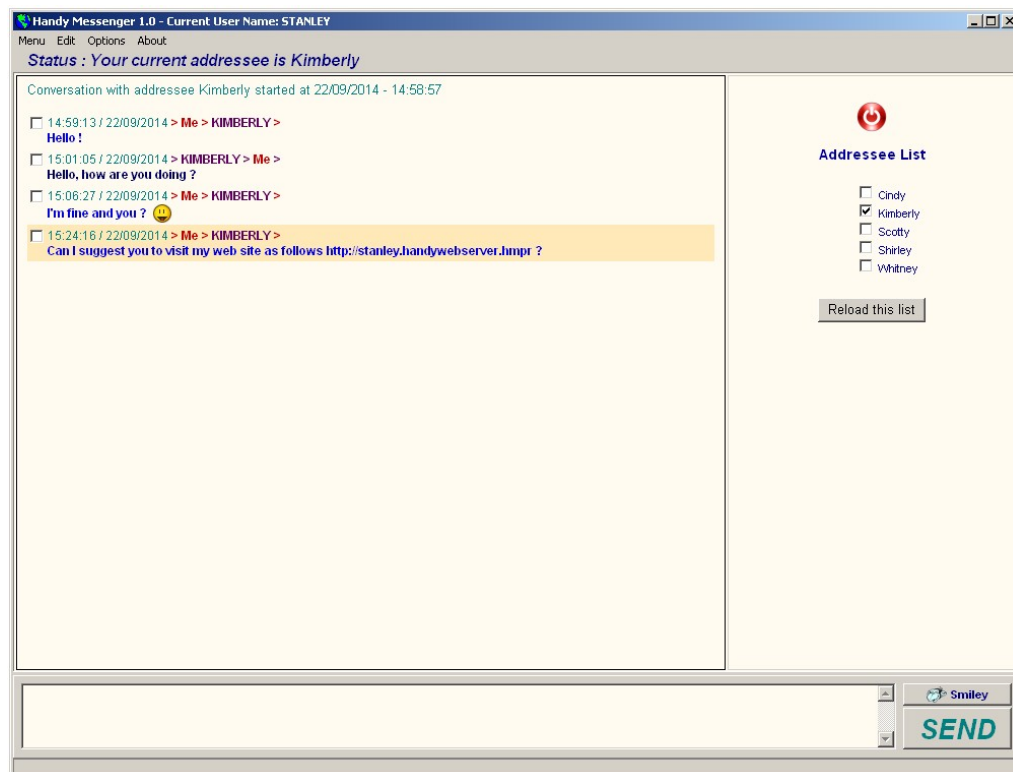 Handy Messenger 1.0 - Current User Name: STANLEY
Menu Edit Options About
Status : Your current addressee is Kimberly
Conversation with addressee Kimberly started at 22/09/2014 - 14:58:57
14:59:13 / 22/09/2014 > Me > KIMBERLY >
Hello !
15:01:05 / 22/09/2014 > KIMBERLY > Me >
Hello, how are you doing ?
15:06:27 / 22/09/2014 > Me > KIMBERLY >
I'm fine and you ?
15:24:16 / 22/09/2014 > Me > KIMBERLY >
Can I suggest you to visit my web site as follows http://stanley.handywebserver.hmpr ?
Addressee List
Cindy
Kimberly
Scotty
Shirley
Whitney
Reload this list
Smiley
SEND